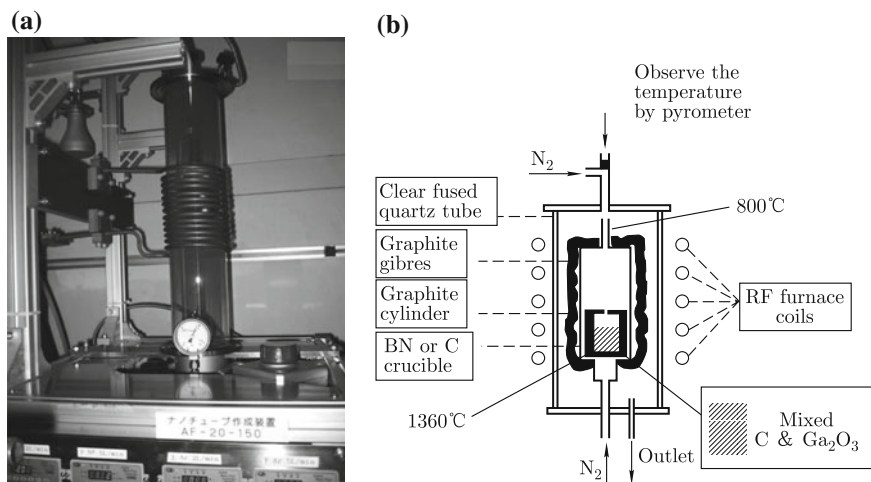 (a)
ナノチューブ作成装置
AF-20-150
(b)
Observe the
temperature
by pyrometer
N₂
Clear fused
quartz tube
800℃
Graphite
gibres
Graphite
cylinder
RF furnace
coils
BN or C
crucible
1360℃
Mixed
C & Ga₂O₃
N₂
Outlet